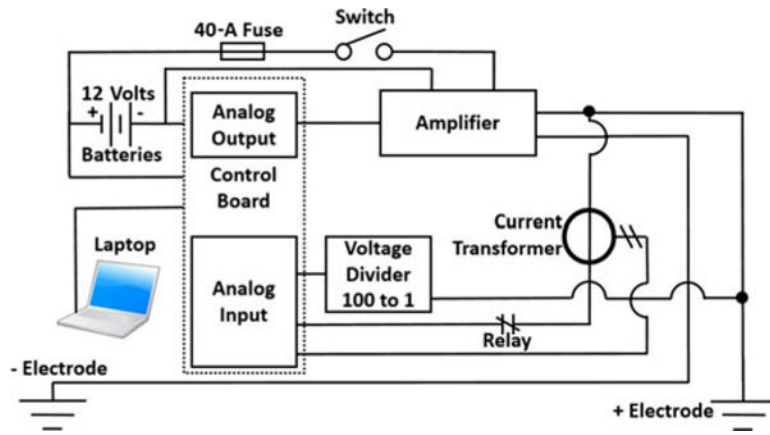 Switch
40-A Fuse
12 Volts
+ -
Batteries
Analog
Output
Amplifier
Control
Board
Laptop
Current
Transformer
Voltage
Divider
100 to 1
Analog
Input
Relay
- Electrode
+ Electrode